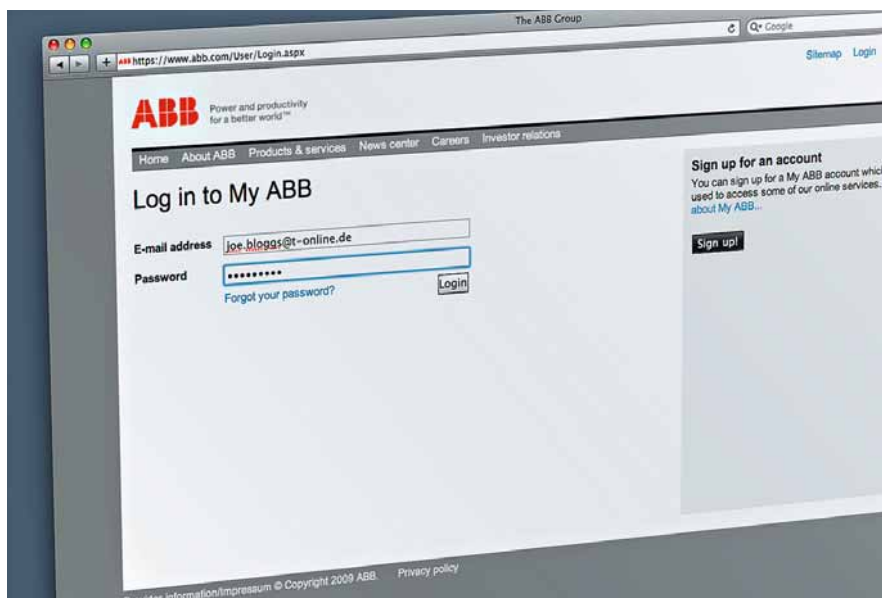 The ABB Group
https://www.abb.com/User/Login.aspx
Google
Sitemap Login
ABB
Power and productivity
for a better world™
Home About ABB Products & services News center Careers Investor relations
Log in to My ABB
E-mail address joe.bloggs@t-online.de
Password •••••••••
Forgot your password?
Login
Sign up for an account
You can sign up for a My ABB account which
used to access some of our online services.
about My ABB...
Sign up!
information/Impressum © Copyright 2009 ABB. Privacy policy